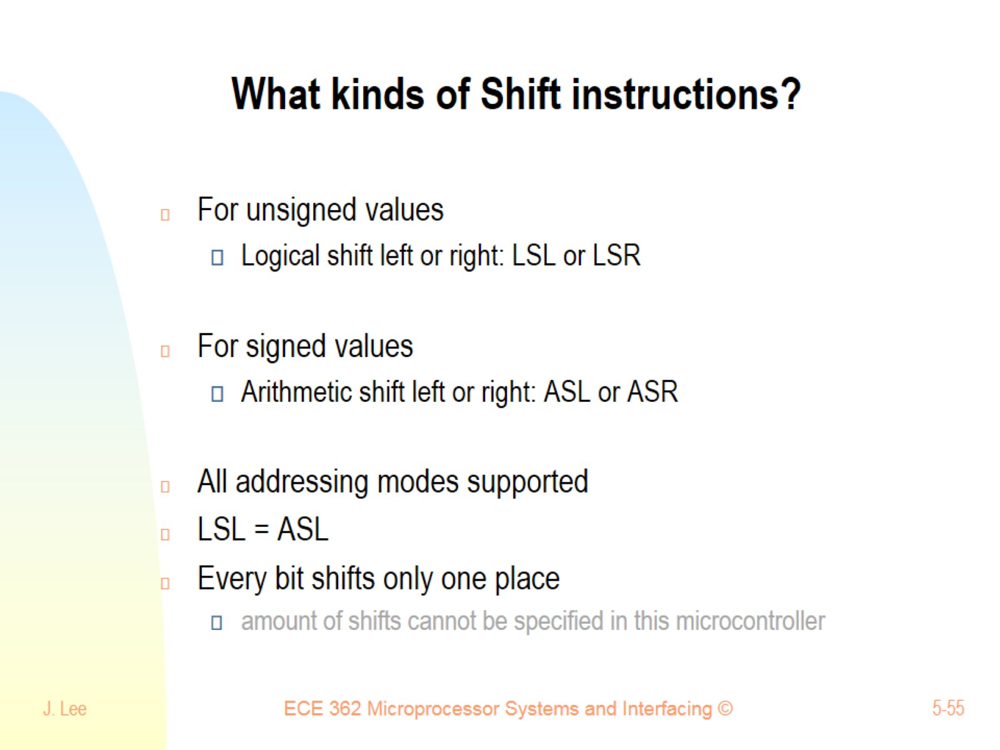 What kinds of Shift instructions?
For unsigned values
Logical shift left or right: LSL or LSR
For signed values
Arithmetic shift left or right: ASL or ASR
All addressing modes supported
LSL = ASL
Every bit shifts only one place
amount of shifts cannot be specified in this microcontroller
J. Lee
ECE 362 Microprocessor Systems and Interfacing ©
5-55